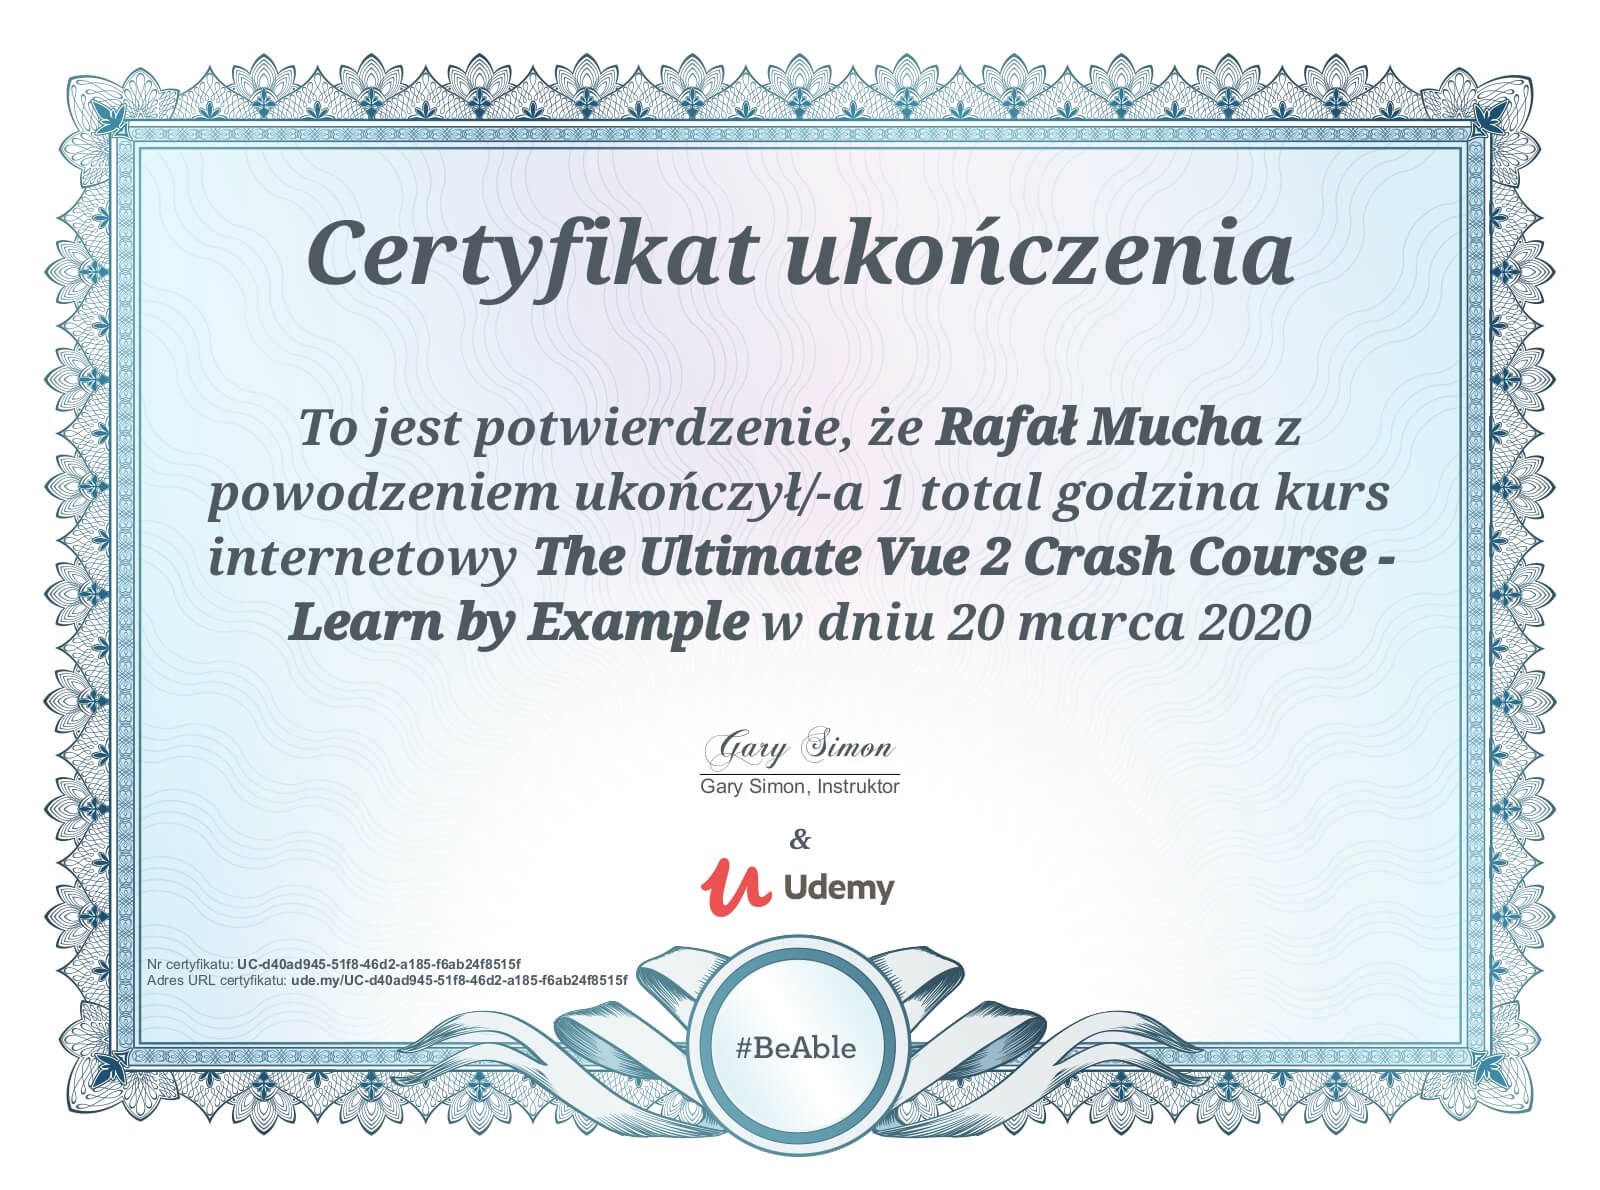 Certyfikat ukończenia
To jest potwierdzenie, że Rafał Mucha z
powodzeniem ukończył/-a 1 total godzina kurs
internetowy The Ultimate Vue 2 Crash Course -
Learn by Example w dniu 20 marca 2020
Gary Simon
Gary Simon, Instruktor
&
Udemy
Nr certyfikatu: UC-d40ad945-51f8-46d2-a185-f6ab24f8515f
Adres URL certyfikatu: ude.my/UC-d40ad945-51f8-46d2-a185-f6ab24f8515f
#BeAble